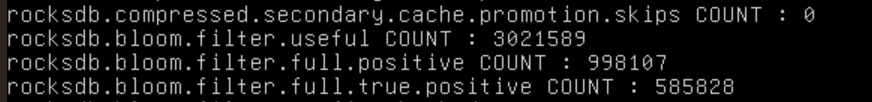 rocksdb.compressed.secondary.cache.promotion.skips COUNT : 0
rocksdb.bloom.filter.useful COUNT : 3021589
rocksdb.bloom.filter.full.positive COUNT : 998107
rocksdb.bloom.filter.full.true.positive COUNT : 585828